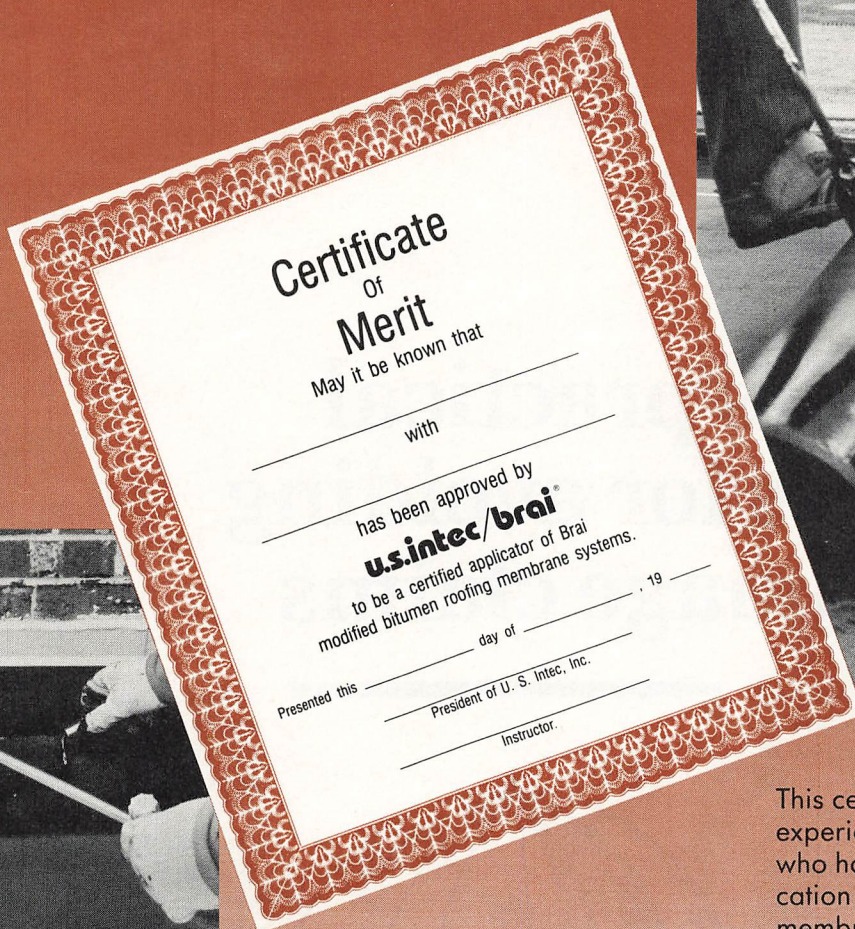 Certificate
Of
Merit
May it be known that
with
has been approved by
u.s.intec/brai®
to be a certified applicator of Brai
modified bitumen roofing membrane systems.
Presented this day of , 19
President of U. S. Intec, Inc.
Instructor.
This ce
experie
who ha
cation
membr